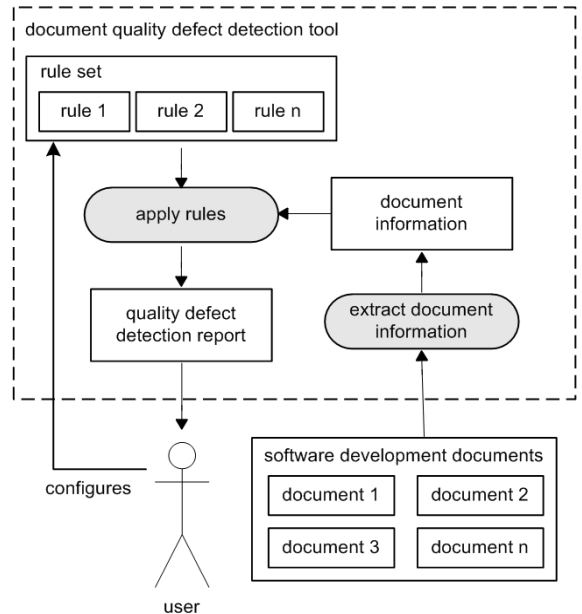 document quality defect detection tool
rule set
rule 1
rule 2
rule n
apply rules
document
information
quality defect
detection report
extract document
information
software development documents
document 1
document 2
document 3
document n
configures
user